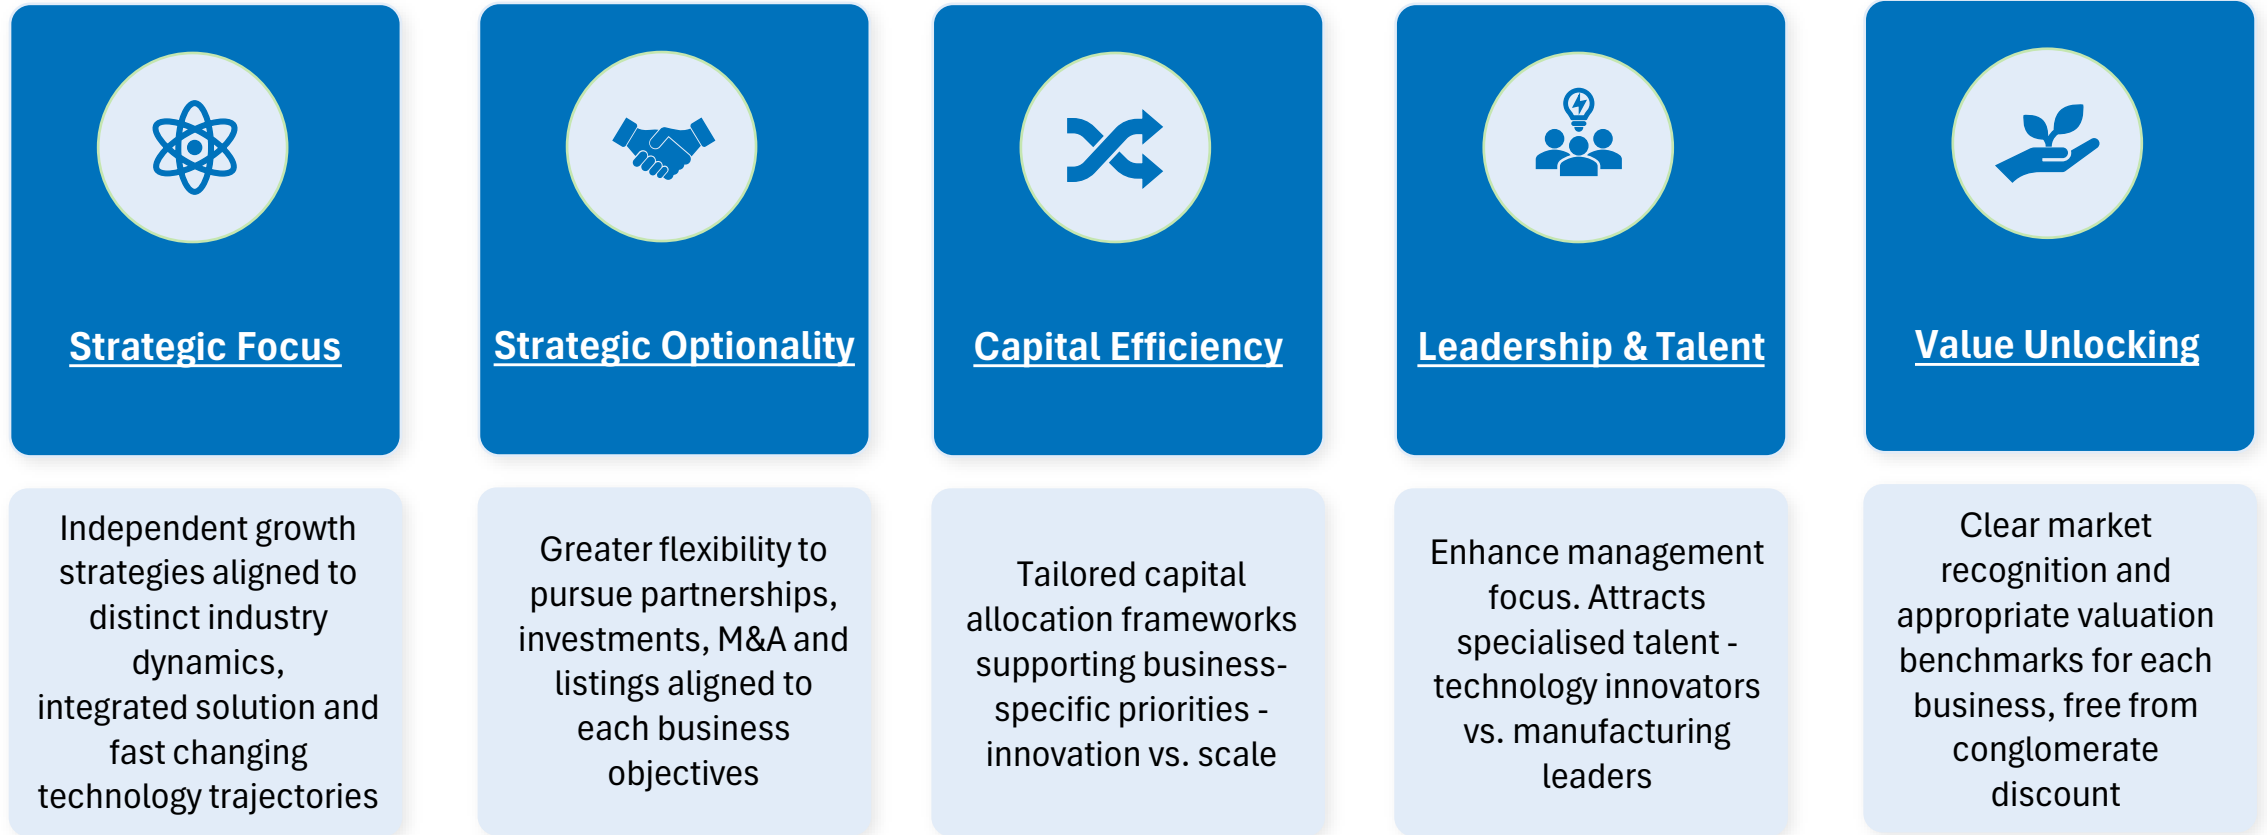 Strategic Focus
Independent growth
strategies aligned to
distinct industry
dynamics,
integrated solution and
fast changing
technology trajectories
Strategic Optionality
Greater flexibility to
pursue partnerships,
investments, M&A and
listings aligned to
each business
objectives
Capital Efficiency
Tailored capital
allocation frameworks
supporting business-
specific priorities -
innovation vs. scale
Leadership & Talent
Enhance management
focus. Attracts
specialised talent -
technology innovators
vs. manufacturing
leaders
Value Unlocking
Clear market
recognition and
appropriate valuation
benchmarks for each
business, free from
conglomerate
discount